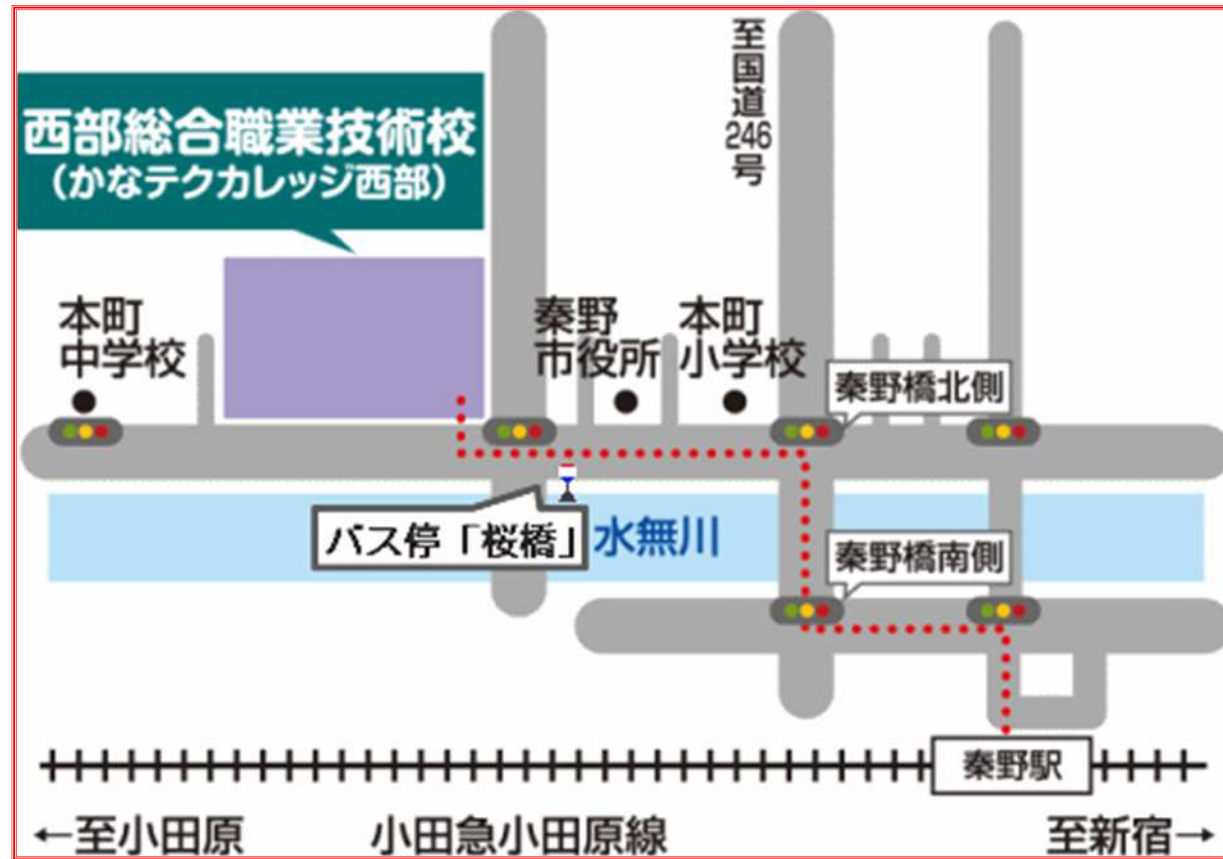 至国道246号
西部総合職業技術校
（かなテクカレッジ西部）
本町
中学校
秦野
市役所
本町
小学校
秦野橋北側
バス停「桜橋」
水無川
秦野橋南側
秦野駅
←至小田原
小田急小田原線
至新宿→